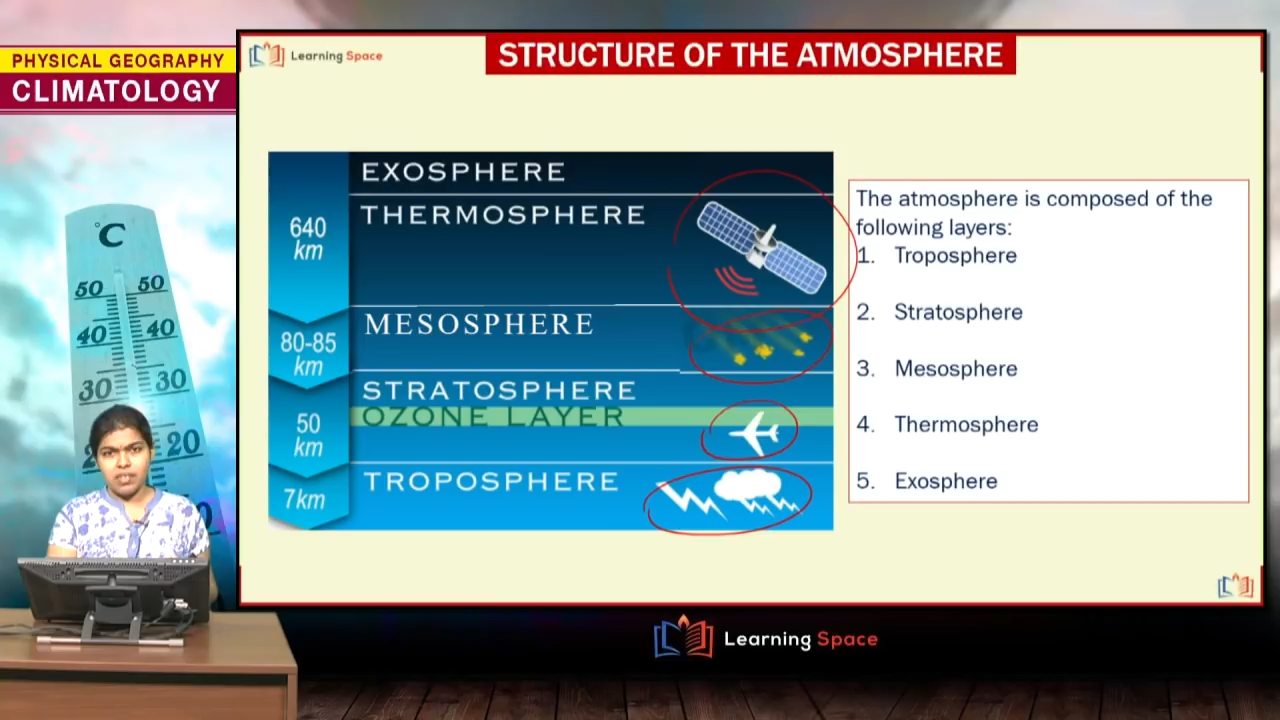 PHYSICAL GEOGRAPHY
CLIMATOLOGY
Learning Space
STRUCTURE OF THE ATMOSPHERE
EXOSPHERE
THERMOSPHERE
640
km
MESOSPHERE
80-85
km
STRATOSPHERE
OZONE LAYER
50
km
TROPOSPHERE
7km
The atmosphere is composed of the
following layers:
1. Troposphere
2. Stratosphere
3. Mesosphere
4. Thermosphere
5. Exosphere
°C
50 50
40 40
30 30
20
Learning Space